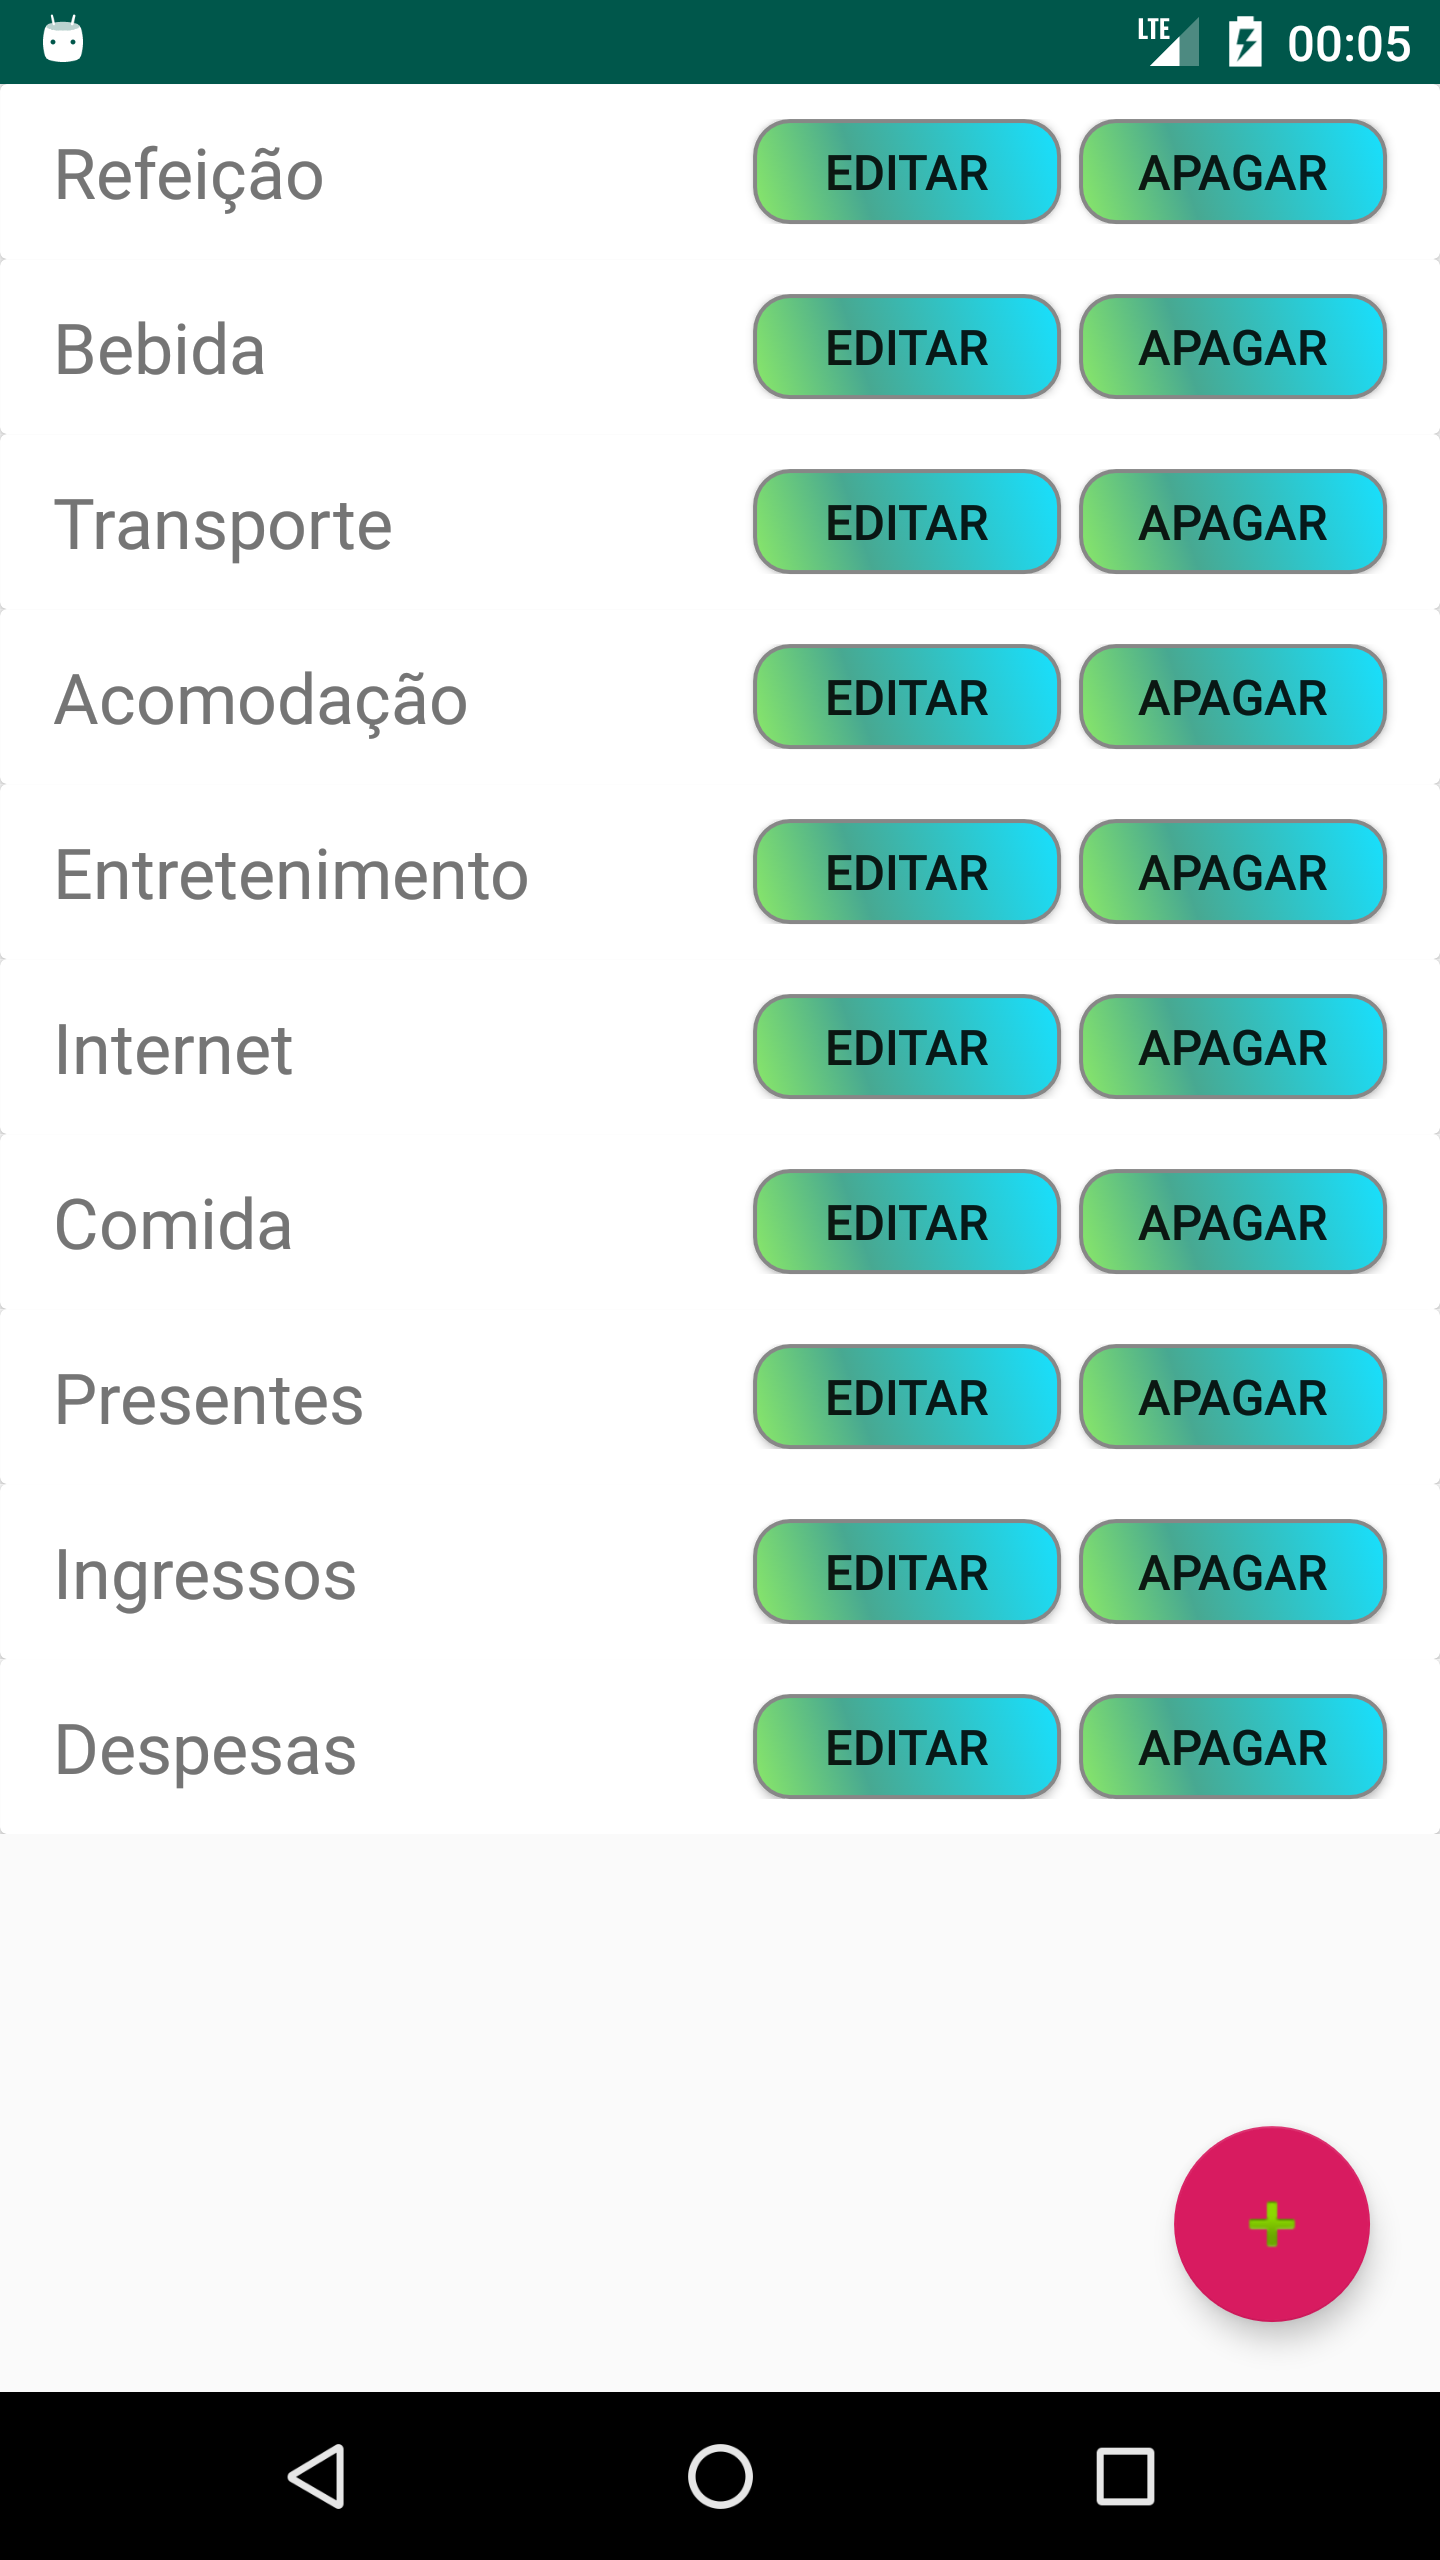 LTE 00:05
Refeição EDITAR APAGAR
Bebida EDITAR APAGAR
Transporte EDITAR APAGAR
Acomodação EDITAR APAGAR
Entretenimento EDITAR APAGAR
Internet EDITAR APAGAR
Comida EDITAR APAGAR
Presentes EDITAR APAGAR
Ingressos EDITAR APAGAR
Despesas EDITAR APAGAR